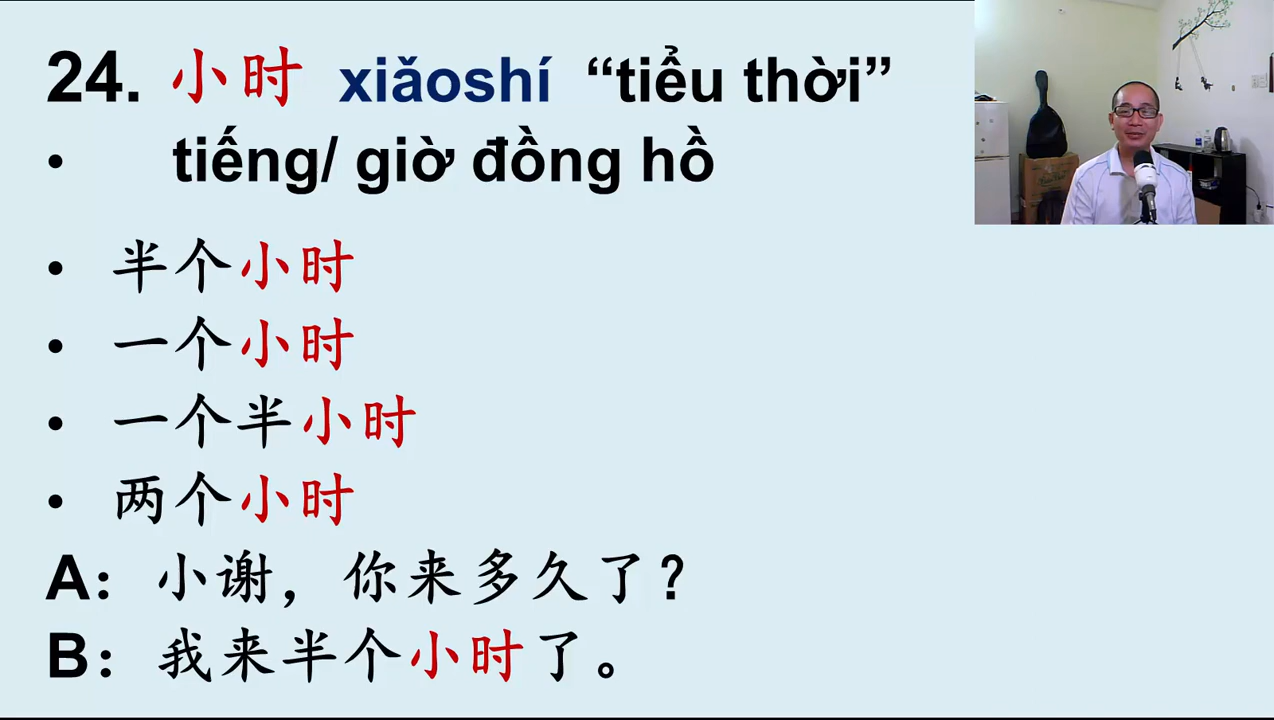 24. 小时 xiǎoshí “tiểu thời”
• tiếng/ giờ đồng hồ
• 半个小时
• 一个小时
• 一个半小时
• 两个小时
A：小谢，你来多久了？
B：我来半个小时了。